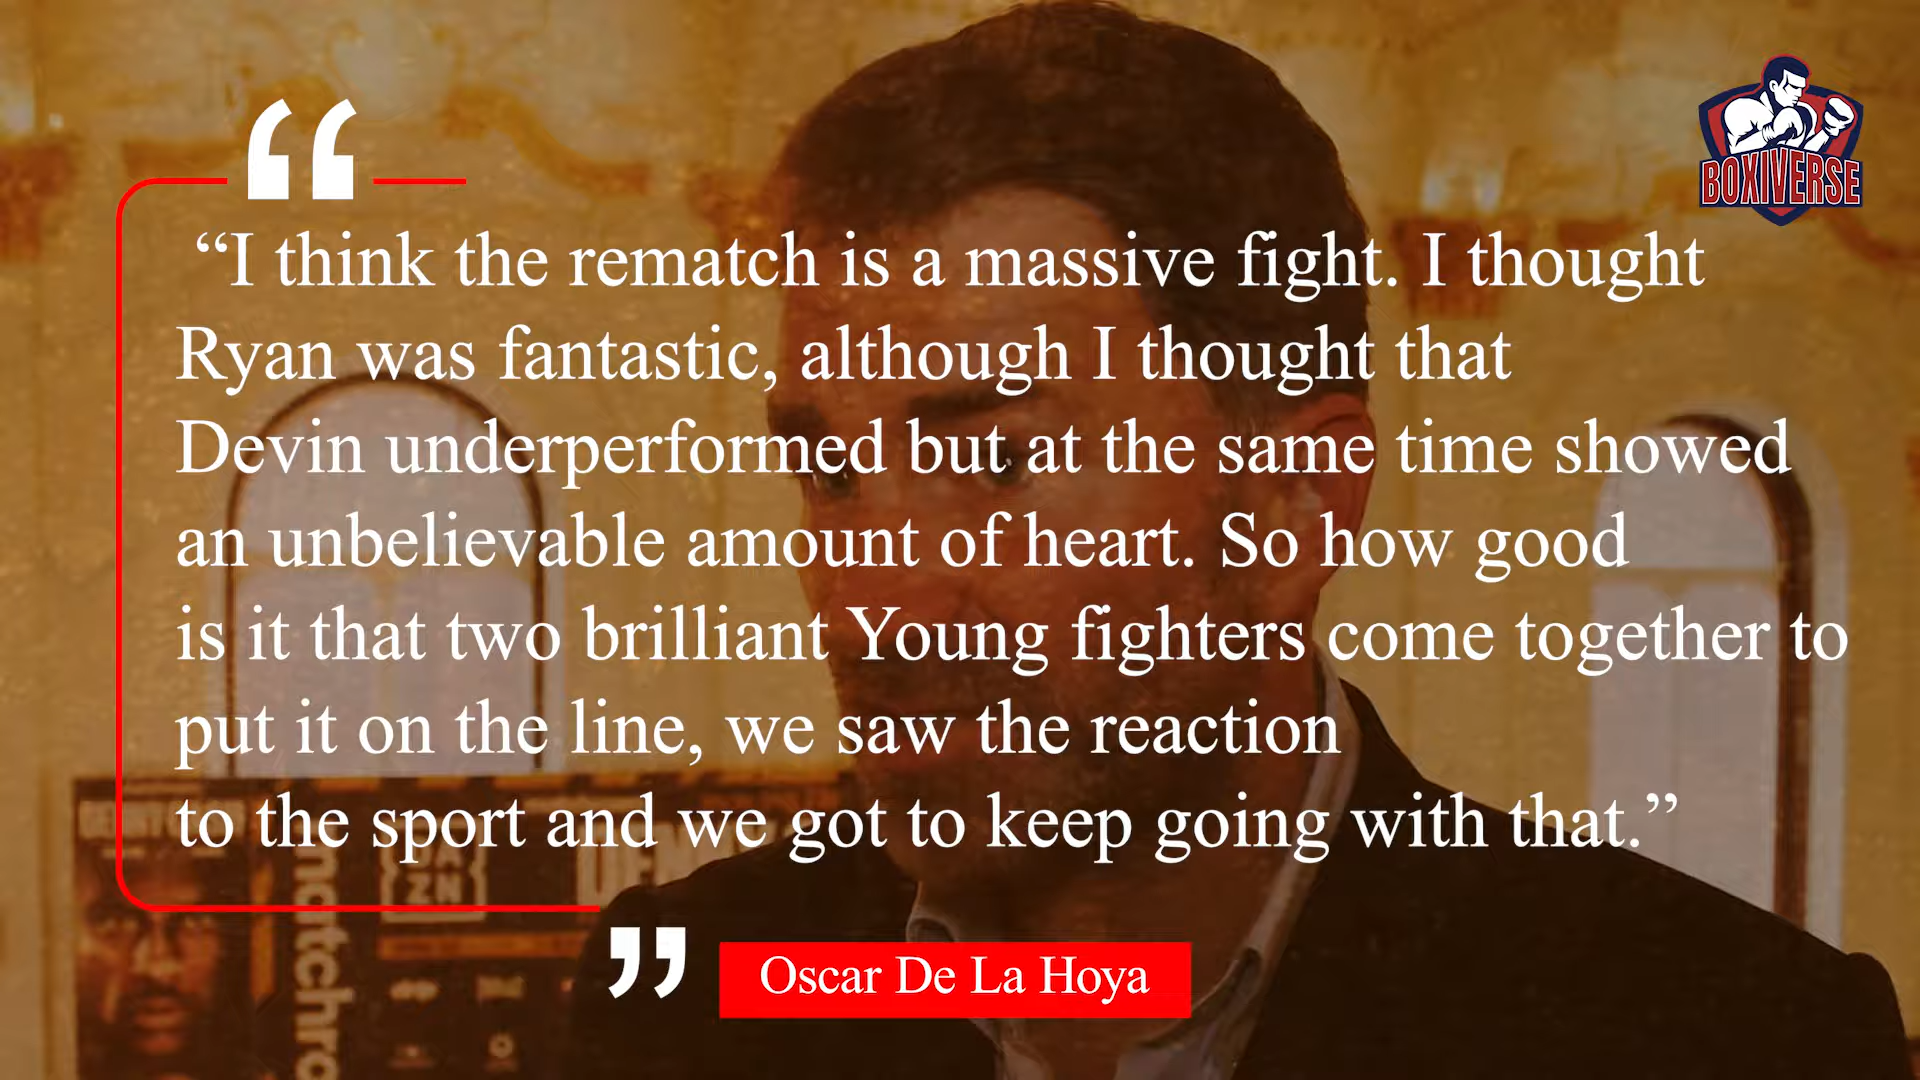 BOXIVERSE
“I think the rematch is a massive fight. I thought
Ryan was fantastic, although I thought that
Devin underperformed but at the same time showed
an unbelievable amount of heart. So how good
is it that two brilliant Young fighters come together to
put it on the line, we saw the reaction
to the sport and we got to keep going with that.”
matchro
DAZN
Oscar De La Hoya